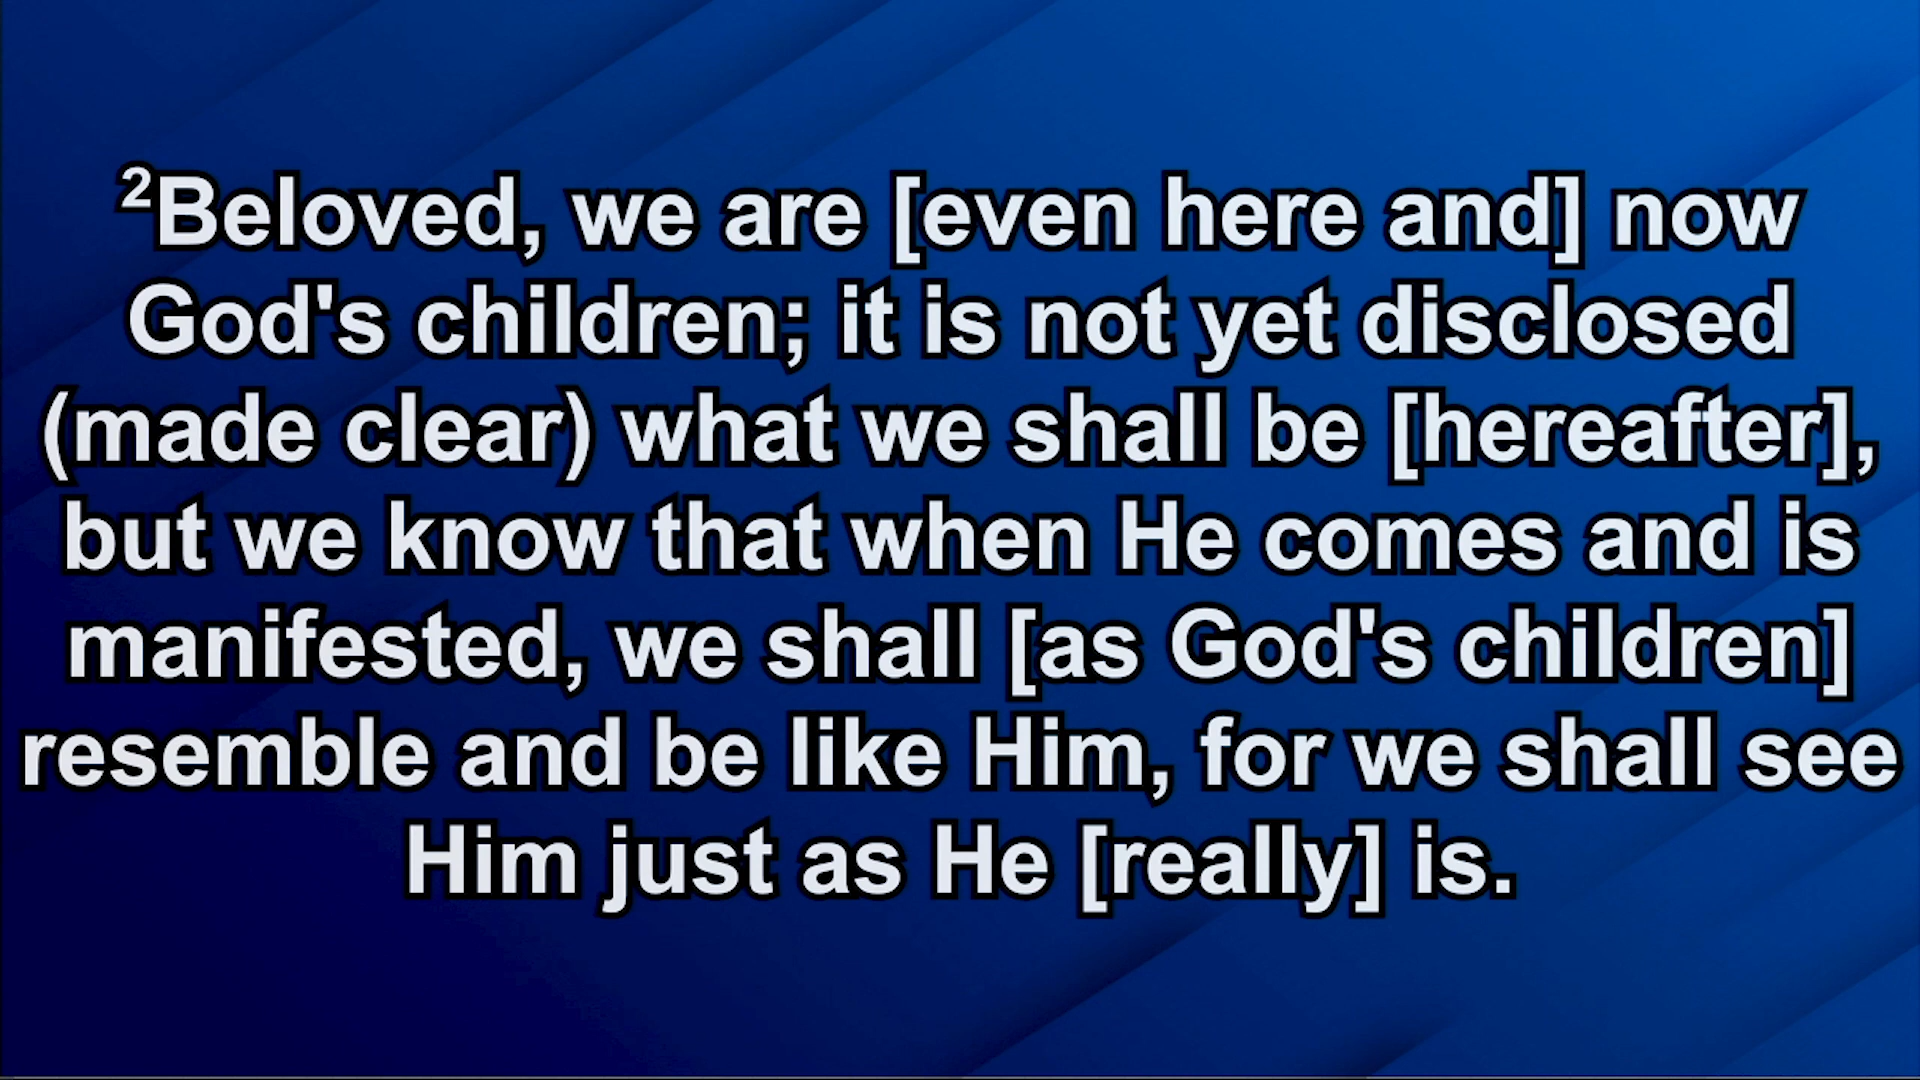 ²Beloved, we are [even here and] now
God's children; it is not yet disclosed
(made clear) what we shall be [hereafter],
but we know that when He comes and is
manifested, we shall [as God's children]
resemble and be like Him, for we shall see
Him just as He [really] is.